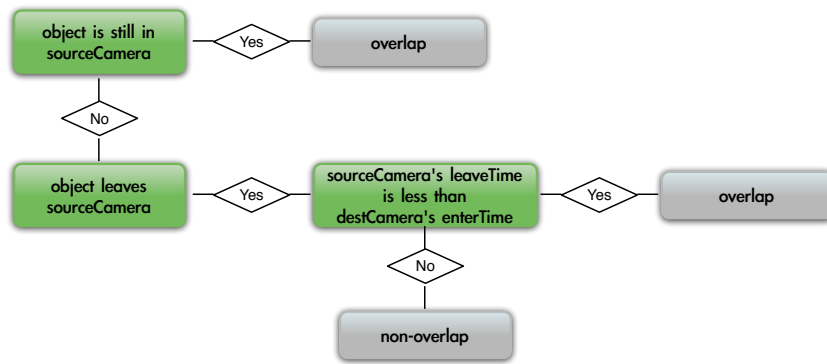 object is still in
sourceCamera
Yes
overlap
No
object leaves
sourceCamera
Yes
sourceCamera's leaveTime
is less than
destCamera's enterTime
Yes
overlap
No
non-overlap